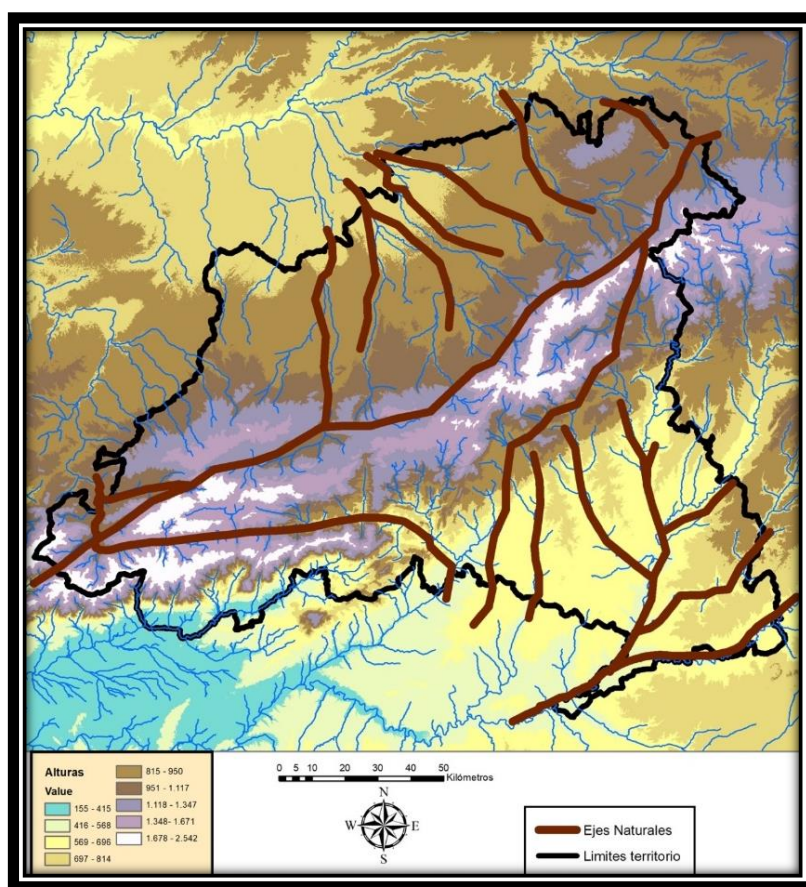 Alturas
Value
155 - 415
416 - 568
569 - 696
697 - 814
815 - 950
951 - 1.117
1.118 - 1.347
1.348- 1.671
1.678 - 2.542
0 5 10 20 30 40 50
Kilómetros
N
W E
S
Ejes Naturales
Limites territorio